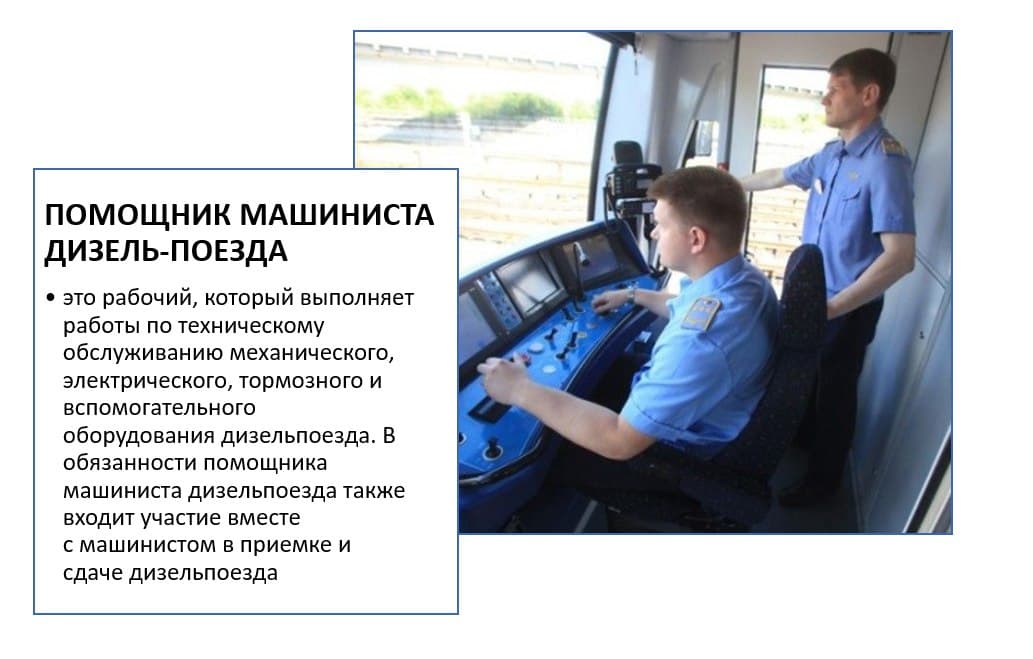 ПОМОЩНИК МАШИНИСТА
ДИЗЕЛЬ-ПОЕЗДА
• это рабочий, который выполняет
работы по техническому
обслуживанию механического,
электрического, тормозного и
вспомогательного
оборудования дизельпоезда. В
обязанности помощника
машиниста дизельпоезда также
входит участие вместе
с машинистом в приемке и
сдаче дизельпоезда